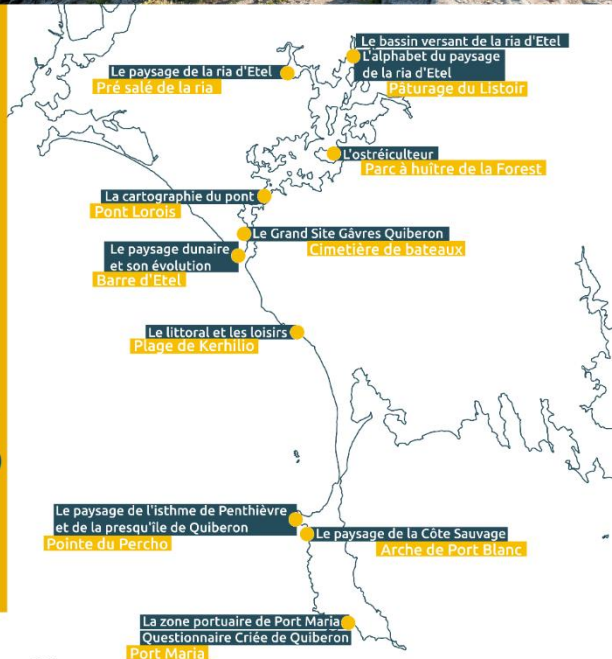 Le bassin versant de la ria d'Etel
L'alphabet du paysage
de la ria d'Etel
Pâturage du Listoir
Le paysage de la ria d'Etel
Pré salé de la ria
L'ostréiculteur
Parc à huître de la Forest
La cartographie du pont
Pont Lorois
Le Grand Site Gâvres Quiberon
Cimetière de bateaux
Le paysage dunaire
et son évolution
Barre d'Etel
Le littoral et les loisirs
Plage de Kerhilio
Le paysage de l'isthme de Penthièvre
et de la presqu'île de Quiberon
Pointe du Percho
Le paysage de la Côte Sauvage
Arche de Port Blanc
La zone portuaire de Port Maria
Questionnaire Criée de Quiberon
Port Maria